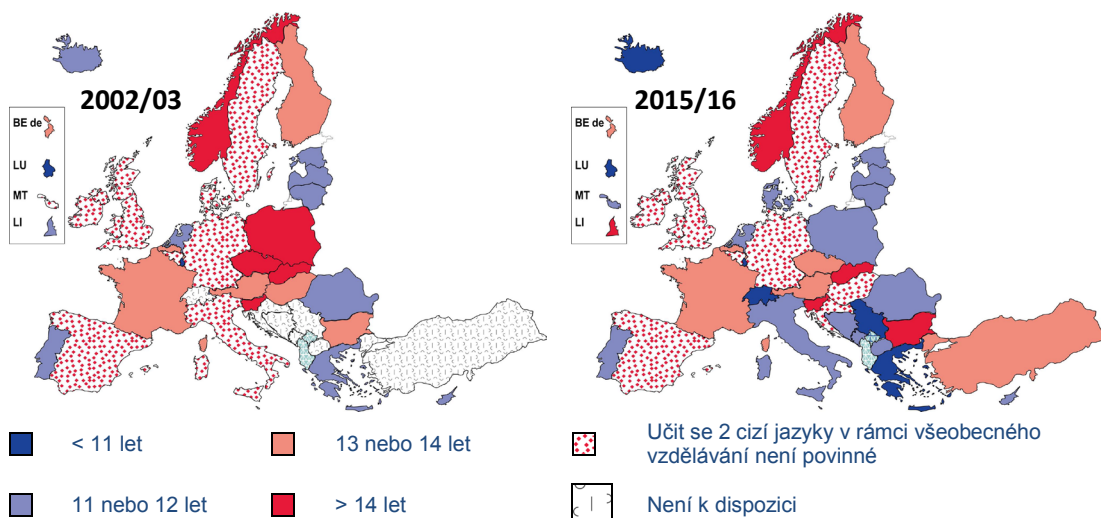 2002/03
BE de
LU
MT
LI
2015/16
BE de
LU
MT
LI
< 11 let
13 nebo 14 let
Učit se 2 cizí jazyky v rámci všeobecného
vzdělávání není povinné
11 nebo 12 let
> 14 let
Není k dispozici